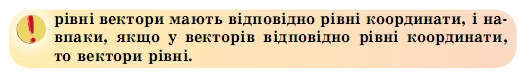 рівні вектори мають відповідно рівні координати, і на-
впаки, якщо у векторів відповідно рівні координати,
то вектори рівні.